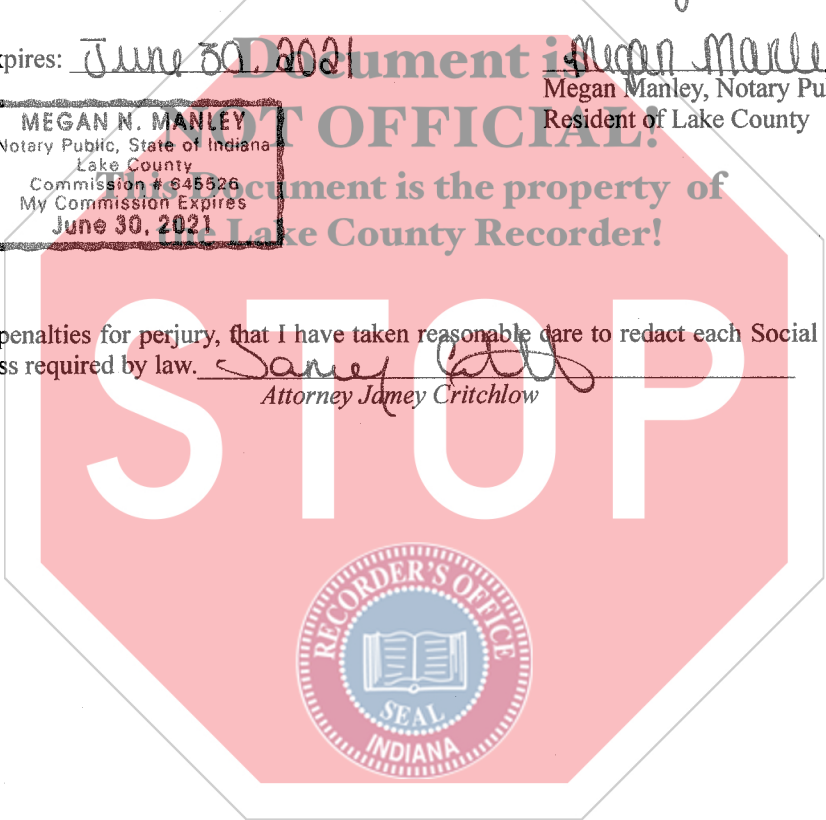 xpires: June 30, 2021
Megan Manle
Megan Manley, Notary Pu
Resident of Lake County
MEGAN N. MANLEY
Notary Public, State of Indiana
Lake County
Commission # 645526
My Commission Expires
June 30, 2021
Document is
NOT OFFICIAL!
This Document is the property of
the Lake County Recorder!
penalties for perjury, that I have taken reasonable care to redact each Social
ss required by law.
Attorney Jamey Critchlow
STOP
RECORDER'S OFFICE
SEAL
INDIANA